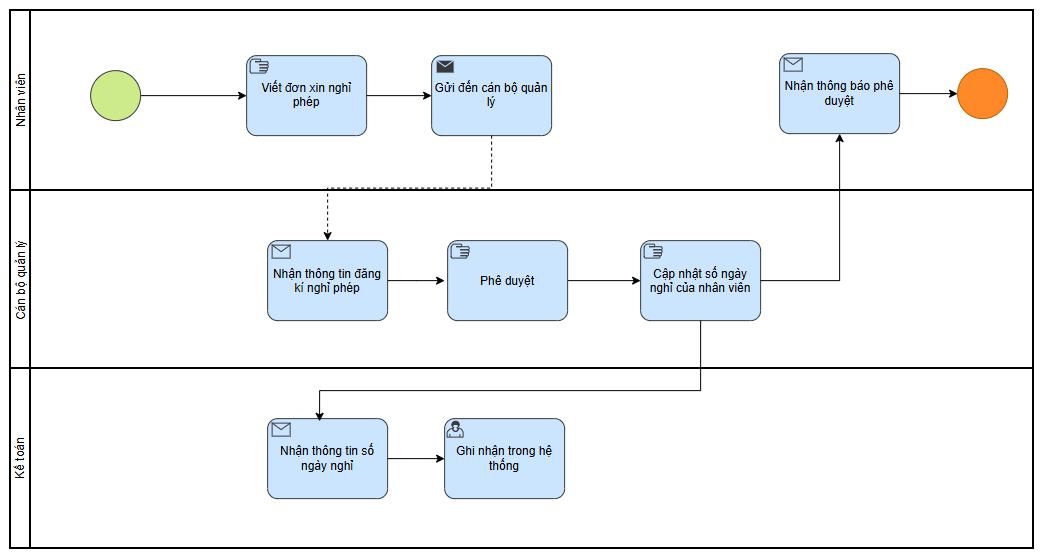 Nhân viên
Viết đơn xin nghỉ
phép
Gửi đến cán bộ quản
lý
Nhận thông báo phê
duyệt
Cán bộ quản lý
Nhận thông tin đăng
kí nghỉ phép
Phê duyệt
Cập nhật số ngày
nghỉ của nhân viên
Kế toán
Nhận thông tin số
ngày nghỉ
Ghi nhận trong hệ
thống